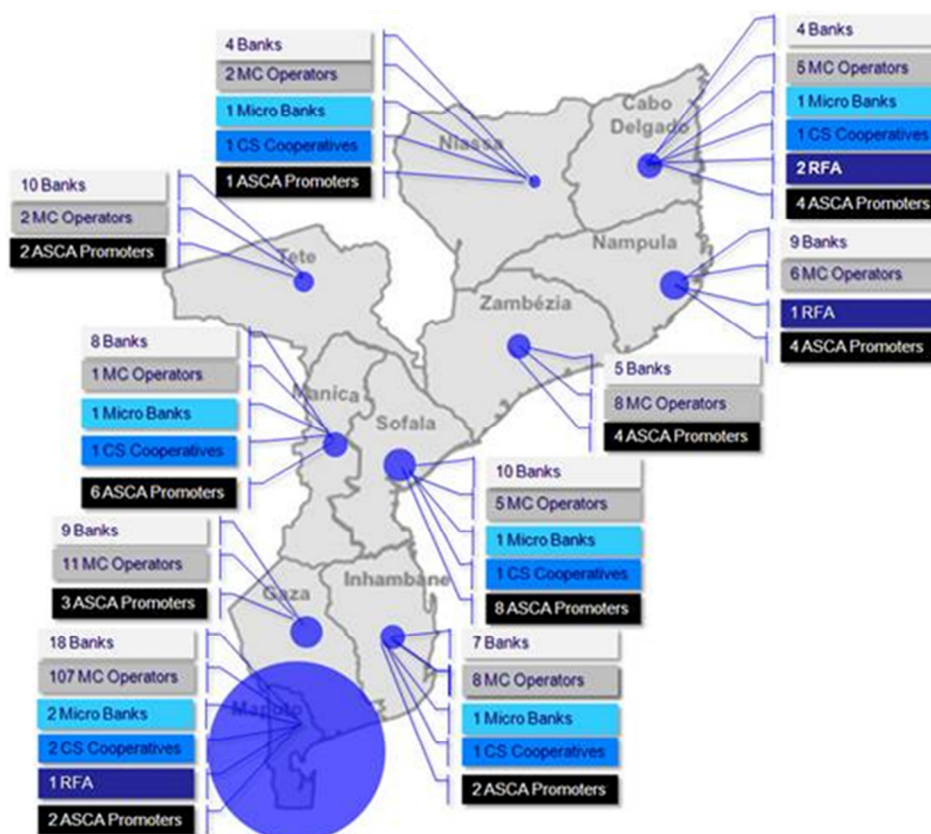 4 Banks
2 MC Operators
1 Micro Banks
1 CS Cooperatives
1 ASCA Promoters
Niassa
4 Banks
5 MC Operators
1 Micro Banks
1 CS Cooperatives
2 RFA
4 ASCA Promoters
Cabo
Delgado
10 Banks
2 MC Operators
2 ASCA Promoters
Tete
Nampula
9 Banks
6 MC Operators
1 RFA
4 ASCA Promoters
Zambézia
5 Banks
8 MC Operators
4 ASCA Promoters
8 Banks
1 MC Operators
1 Micro Banks
1 CS Cooperatives
6 ASCA Promoters
Manica
Sofala
10 Banks
5 MC Operators
1 Micro Banks
1 CS Cooperatives
8 ASCA Promoters
9 Banks
11 MC Operators
3 ASCA Promoters
Gaza
Inhambane
7 Banks
8 MC Operators
1 Micro Banks
1 CS Cooperatives
2 ASCA Promoters
18 Banks
107 MC Operators
2 Micro Banks
2 CS Cooperatives
1 RFA
2 ASCA Promoters
Maputo